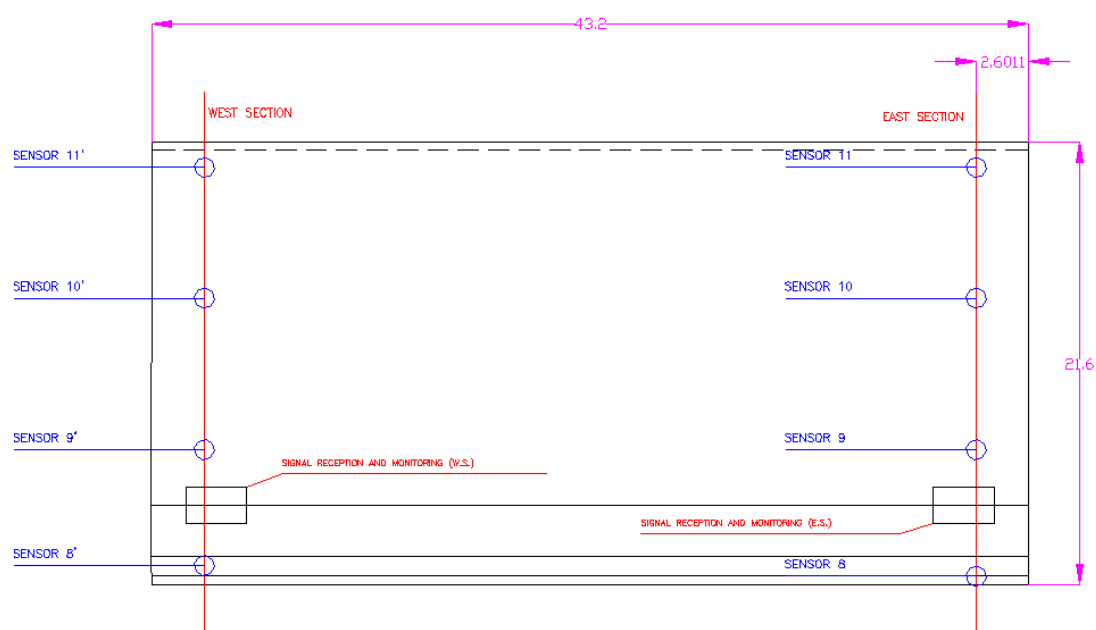 43.2
2.6011
WEST SECTION
EAST SECTION
SENSOR 11'
SENSOR 11
SENSOR 10'
SENSOR 10
21.6
SENSOR 9'
SENSOR 9
SIGNAL RECEPTION AND MONITORING (W.S.)
SIGNAL RECEPTION AND MONITORING (E.S.)
SENSOR 8'
SENSOR 8